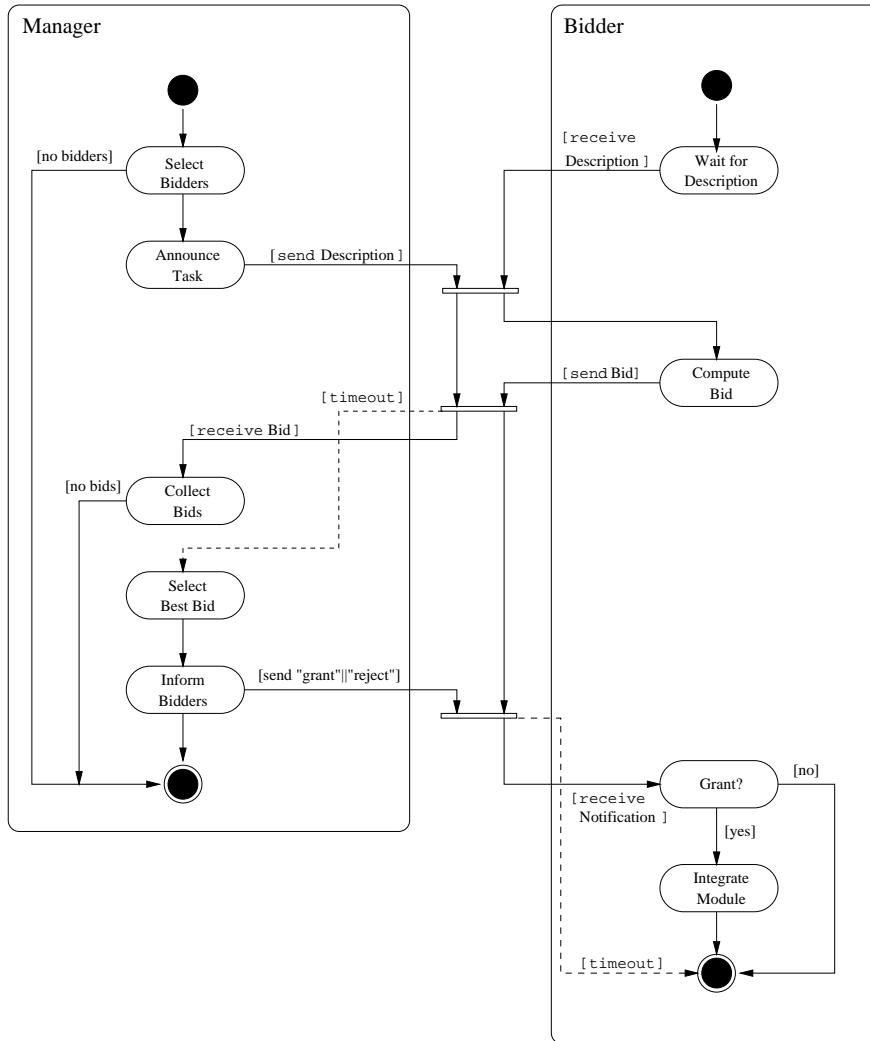 Manager
Bidder
[receive
Description ]
[no bidders]
Select
Bidders
Wait for
Description
Announce
Task
[send Description ]
[send Bid]
Compute
Bid
[timeout]
[receive Bid ]
[no bids]
Collect
Bids
Select
Best Bid
Inform
Bidders
[send "grant"||"reject"]
Grant?
[no]
[receive
Notification ]
[yes]
Integrate
Module
[timeout]